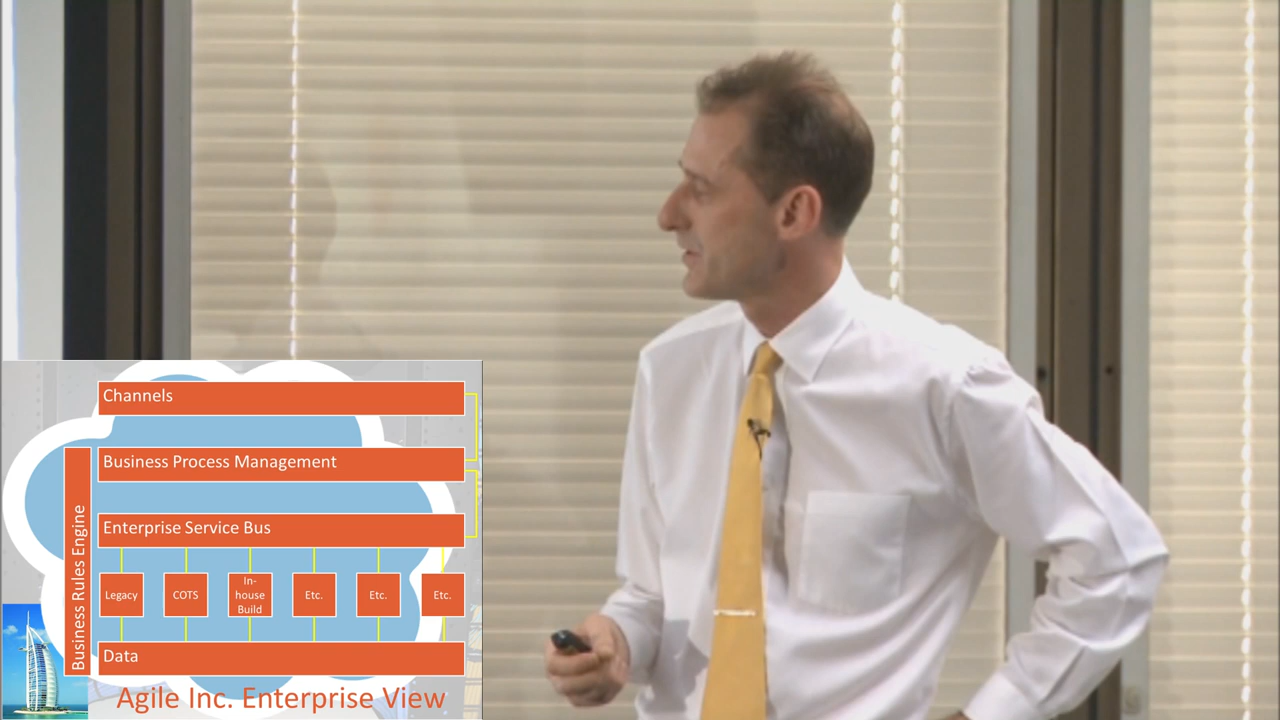 Channels
Business Process Management
Enterprise Service Bus
Business Rules Engine
Legacy
COTS
In-
house
Build
Etc.
Etc.
Etc.
Data
Agile Inc. Enterprise View